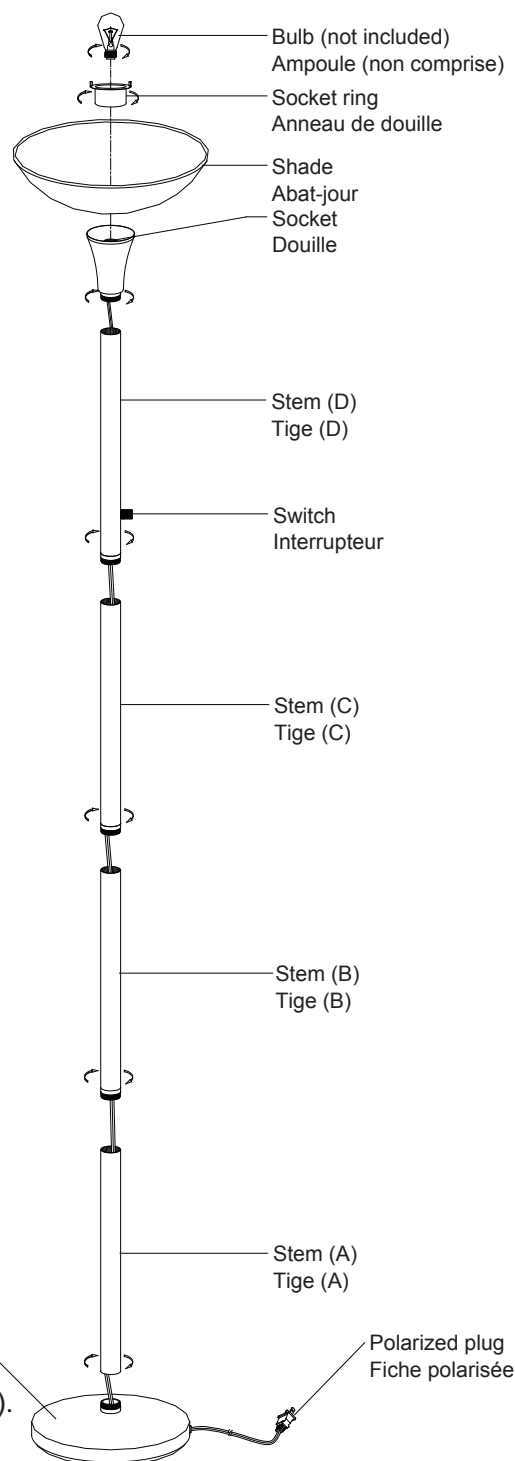 Bulb (not included)
Ampoule (non comprise)
Socket ring
Anneau de douille
Shade
Abat-jour
Socket
Douille
Stem (D)
Tige (D)
Switch
Interrupteur
Stem (C)
Tige (C)
Stem (B)
Tige (B)
Stem (A)
Tige (A)
Polarized plug
Fiche polarisée
).